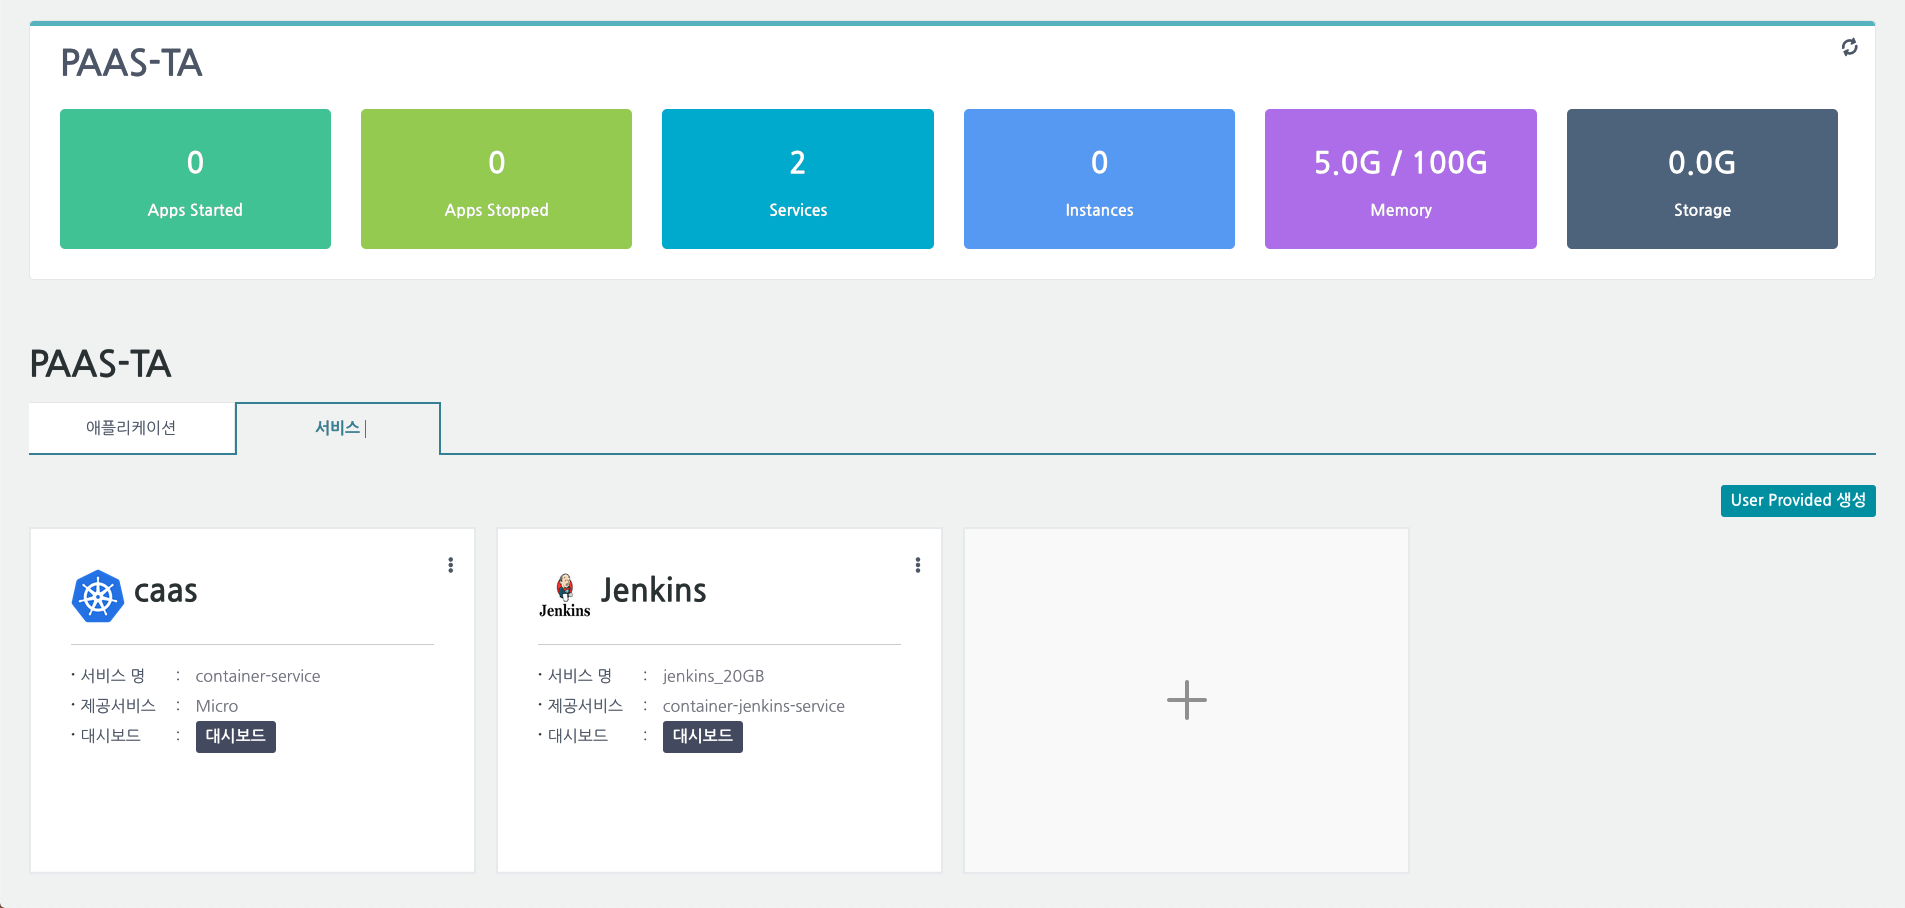 PAAS-TA
0
Apps Started
0
Apps Stopped
2
Services
0
Instances
5.0G / 100G
Memory
0.0G
Storage
PAAS-TA
애플리케이션
서비스
User Provided 생성
caas
· 서비스 명 : container-service
· 제공서비스 : Micro
· 대시보드 : 대시보드
Jenkins
Jenkins
· 서비스 명 : jenkins_20GB
· 제공서비스 : container-jenkins-service
· 대시보드 : 대시보드